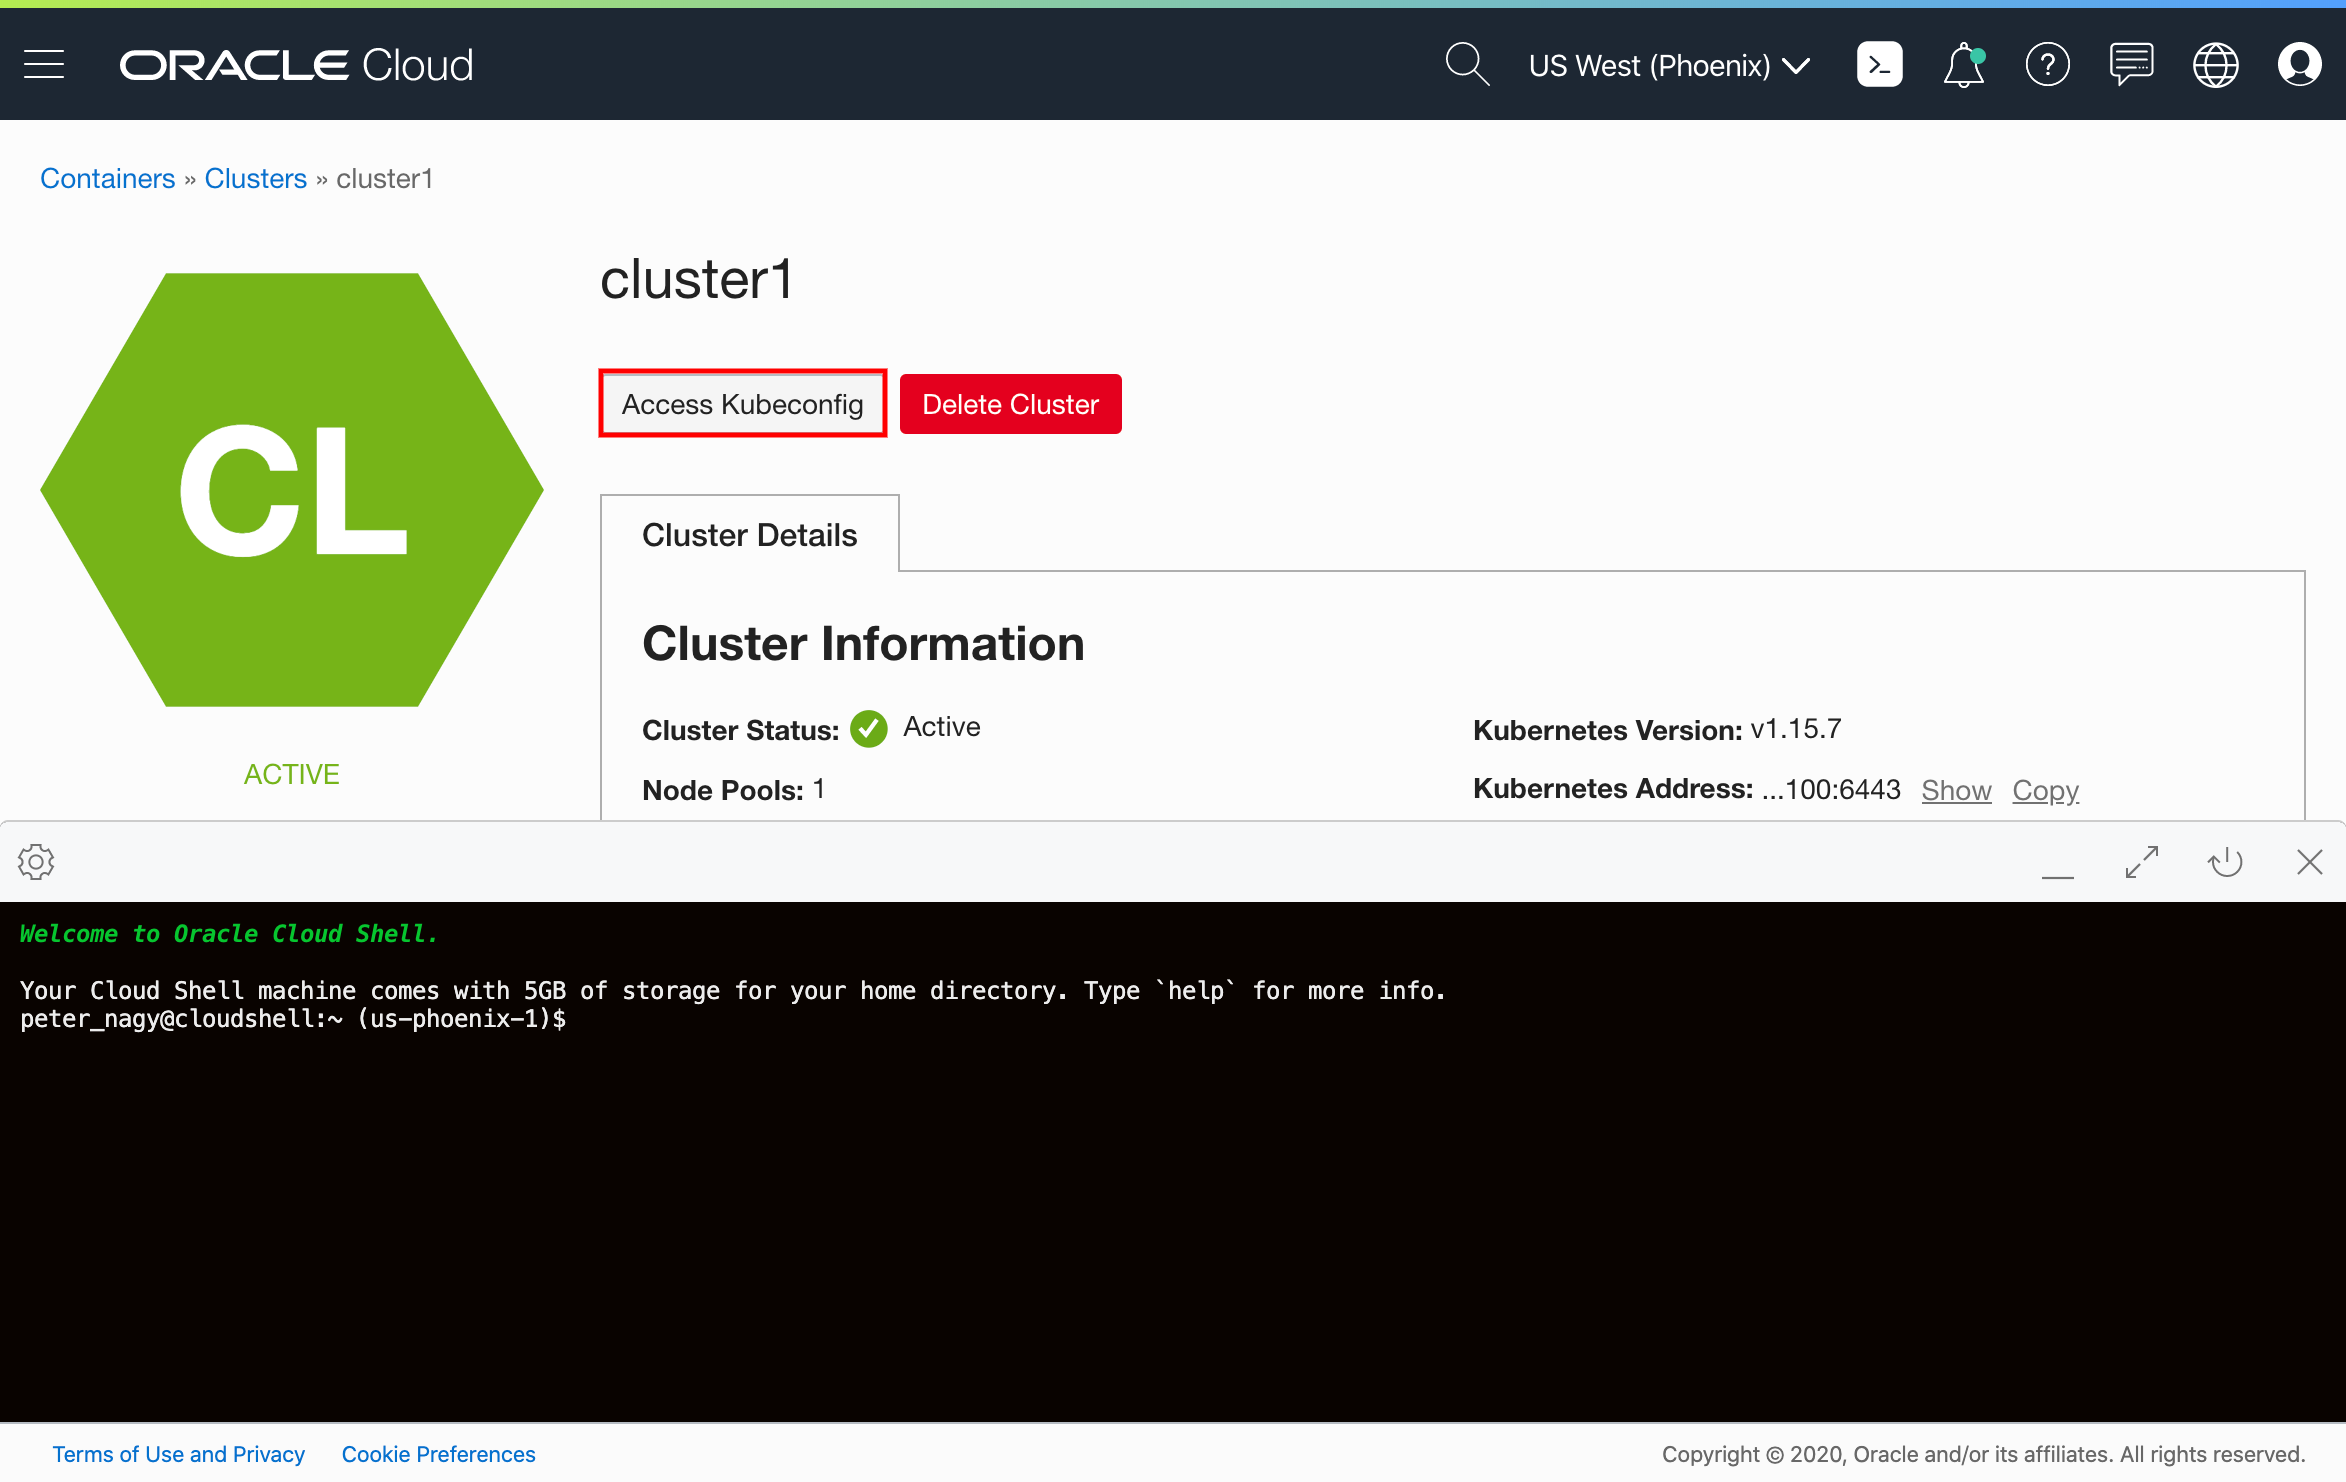 ORACLE Cloud
US West (Phoenix)
Containers » Clusters » cluster1
cluster1
Access Kubeconfig
Delete Cluster
CL
ACTIVE
Cluster Details
Cluster Information
Cluster Status: Active
Kubernetes Version: v1.15.7
Node Pools: 1
Kubernetes Address: ...100:6443 Show Copy
Welcome to Oracle Cloud Shell.
Your Cloud Shell machine comes with 5GB of storage for your home directory. Type `help` for more info.
peter_nagy@cloudshell:~ (us-phoenix-1)$
Terms of Use and Privacy Cookie Preferences
Copyright © 2020, Oracle and/or its affiliates. All rights reserved.